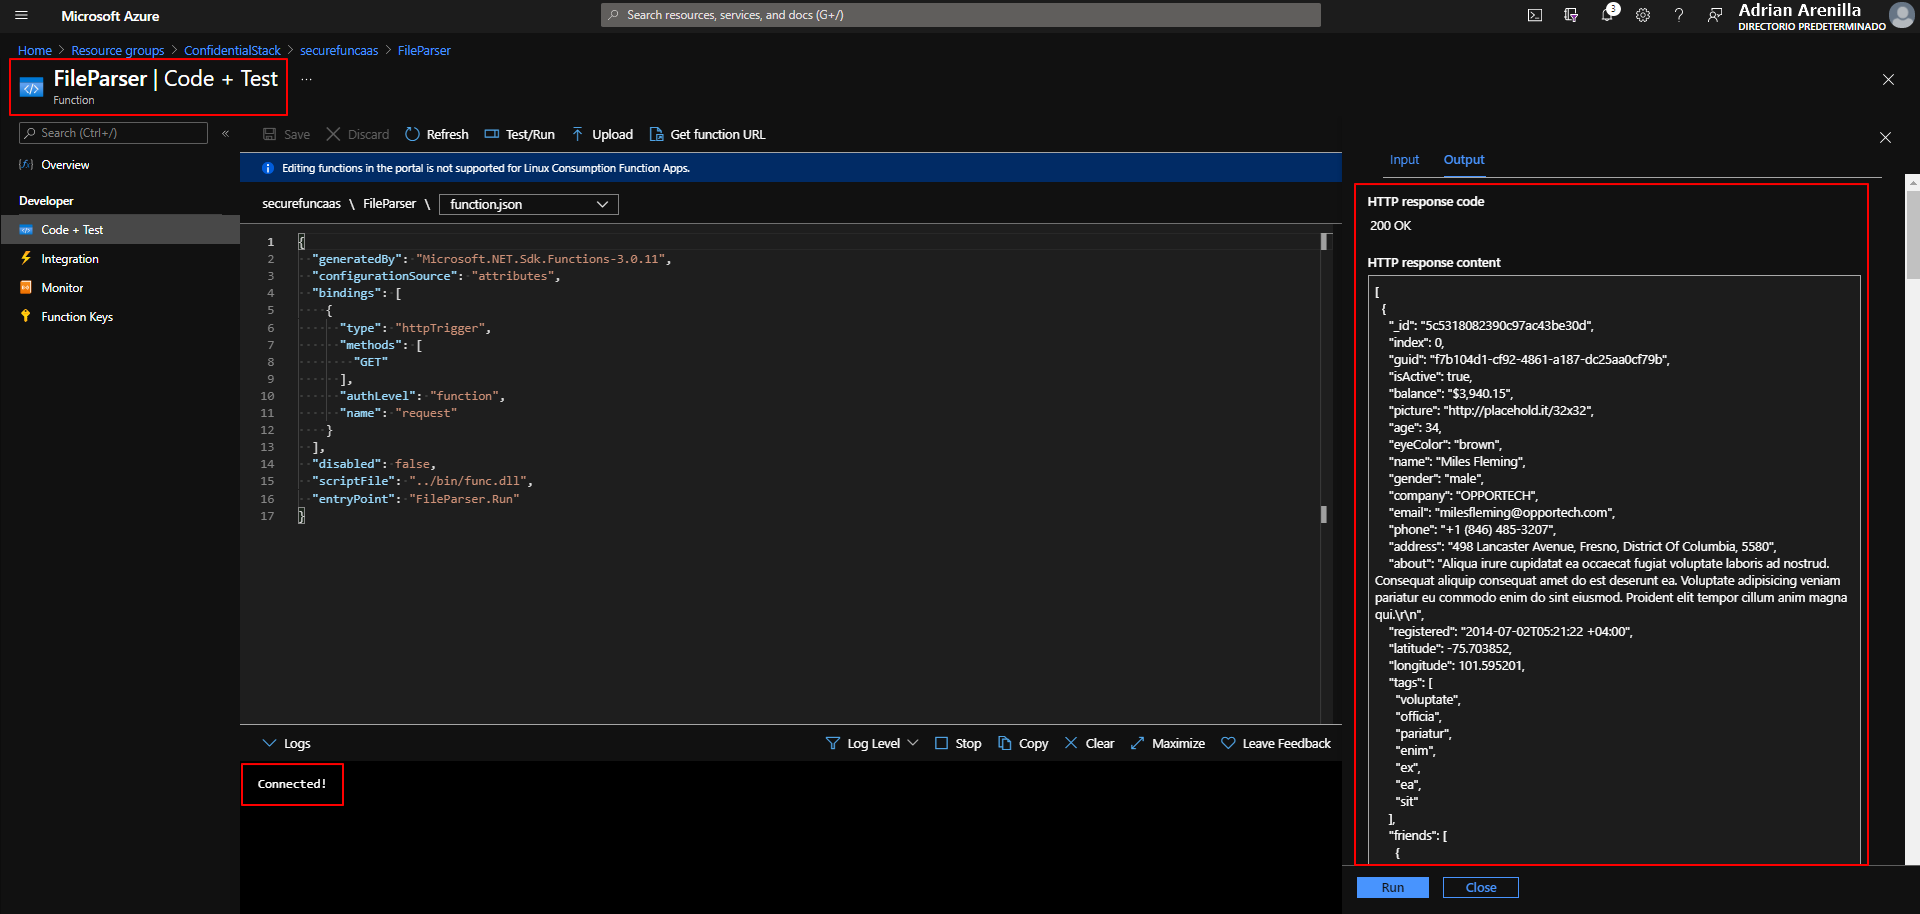 Microsoft Azure
Search resources, services, and docs (G+/)
3
Adrian Arenilla
DIRECTORIO PREDETERMINADO
Home > Resource groups > ConfidentialStack > securefuncaas > FileParser
FileParser | Code + Test
Function
Search (Ctrl+/)
Overview
Developer
Code + Test
Integration
Monitor
Function Keys
Save
Discard
Refresh
Test/Run
Upload
Get function URL
Editing functions in the portal is not supported for Linux Consumption Function Apps.
securefuncaas \ FileParser \ function.json
1 {
2 "generatedBy": "Microsoft.NET.Sdk.Functions-3.0.11",
3 "configurationSource": "attributes",
4 "bindings": [
5 {
6 "type": "httpTrigger",
7 "methods": [
8 "GET"
9 ],
10 "authLevel": "function",
11 "name": "request"
12 }
13 ],
14 "disabled": false,
15 "scriptFile": "../bin/func.dll",
16 "entryPoint": "FileParser.Run"
17 }
Logs
Log Level
Stop
Copy
Clear
Maximize
Leave Feedback
Connected!
Input
Output
HTTP response code
200 OK
HTTP response content
[
{
"_id": "5c5318082390c97ac43be30d",
"index": 0,
"guid": "f7b104d1-cf92-4861-a187-dc25aa0cf79b",
"isActive": true,
"balance": "$3,940.15",
"picture": "http://placehold.it/32x32",
"age": 34,
"eyeColor": "brown",
"name": "Miles Fleming",
"gender": "male",
"company": "OPPORTECH",
"email": "milesfleming@opportech.com",
"phone": "+1 (846) 485-3207",
"address": "498 Lancaster Avenue, Fresno, District Of Columbia, 5580",
"about": "Aliqua irure cupidatat ea occaecat fugiat voluptate laboris ad nostrud.
Consequat aliquip consequat amet do est deserunt ea. Voluptate adipisicing veniam
pariatur eu commodo enim do sint eiusmod. Proident elit tempor cillum anim magna
qui.\r\n",
"registered": "2014-07-02T05:21:22 +04:00",
"latitude": -75.703852,
"longitude": 101.595201,
"tags": [
"voluptate",
"officia",
"pariatur",
"enim",
"ex",
"ea",
"sit"
],
"friends": [
{
Run
Close